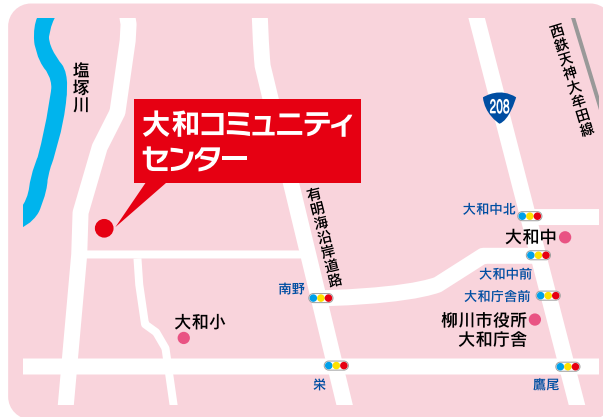 塩塚川
大和コミュニティ
センター
西鉄天神大牟田線
208
有明海沿岸道路
大和中北
大和中
大和中前
南野
大和庁舎前
大和小
柳川市役所
大和庁舎
栄
鷹尾